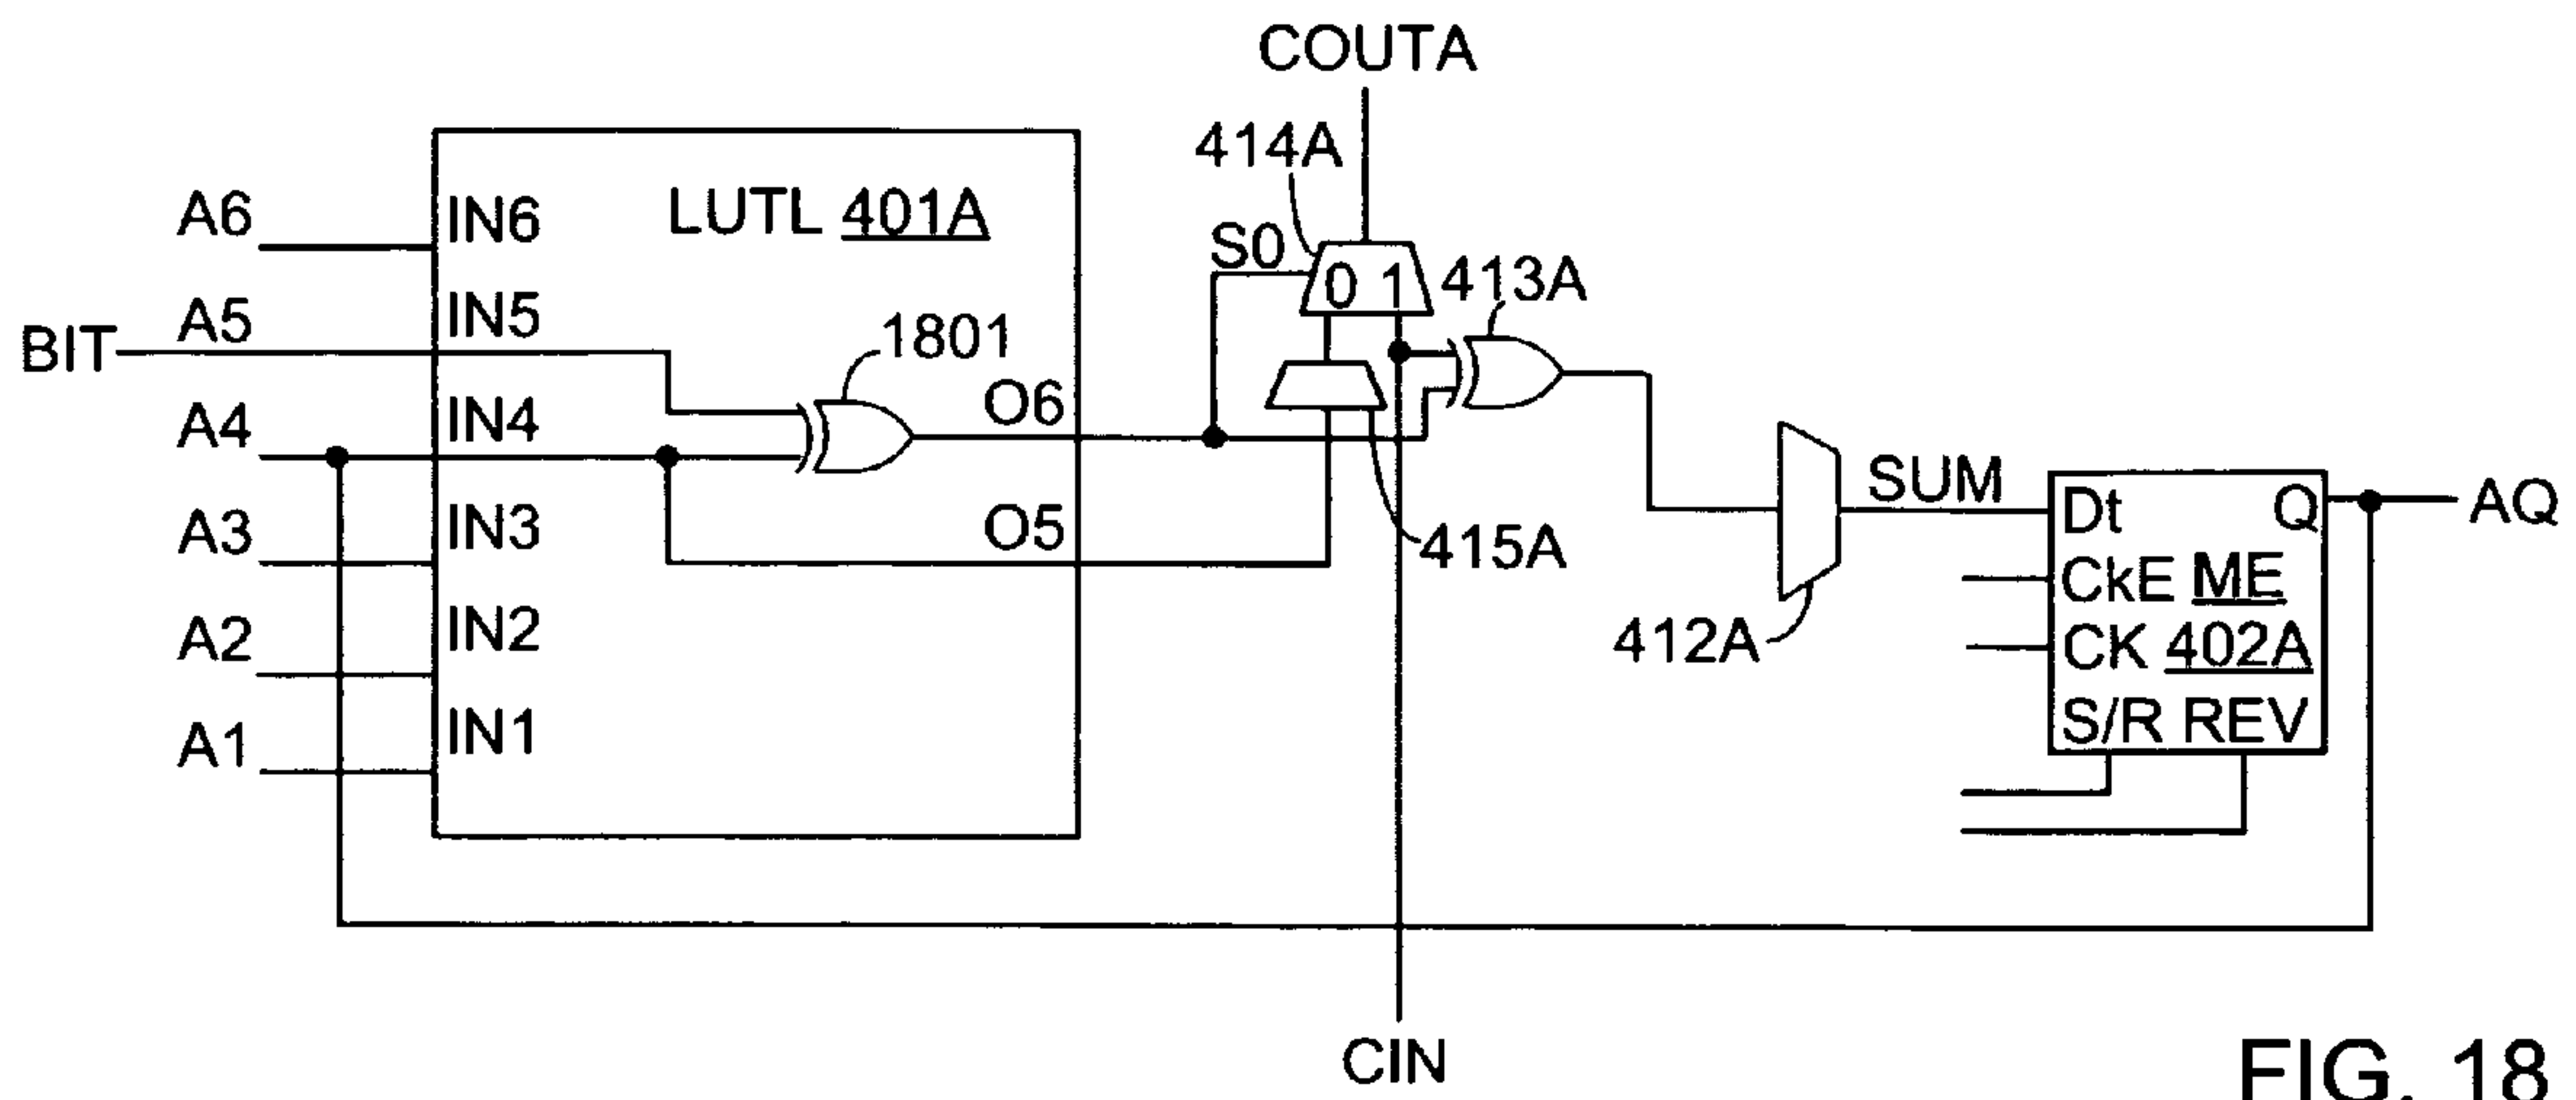 COUTA
414A
A6
IN6
LUTL 401A
S0
0 1
413A
BIT
A5
IN5
1801
A4
IN4
O6
SUM
Dt
Q
AQ
A3
IN3
O5
415A
CkE ME
A2
IN2
412A
CK 402A
A1
IN1
S/R REV
CIN
FIG. 18